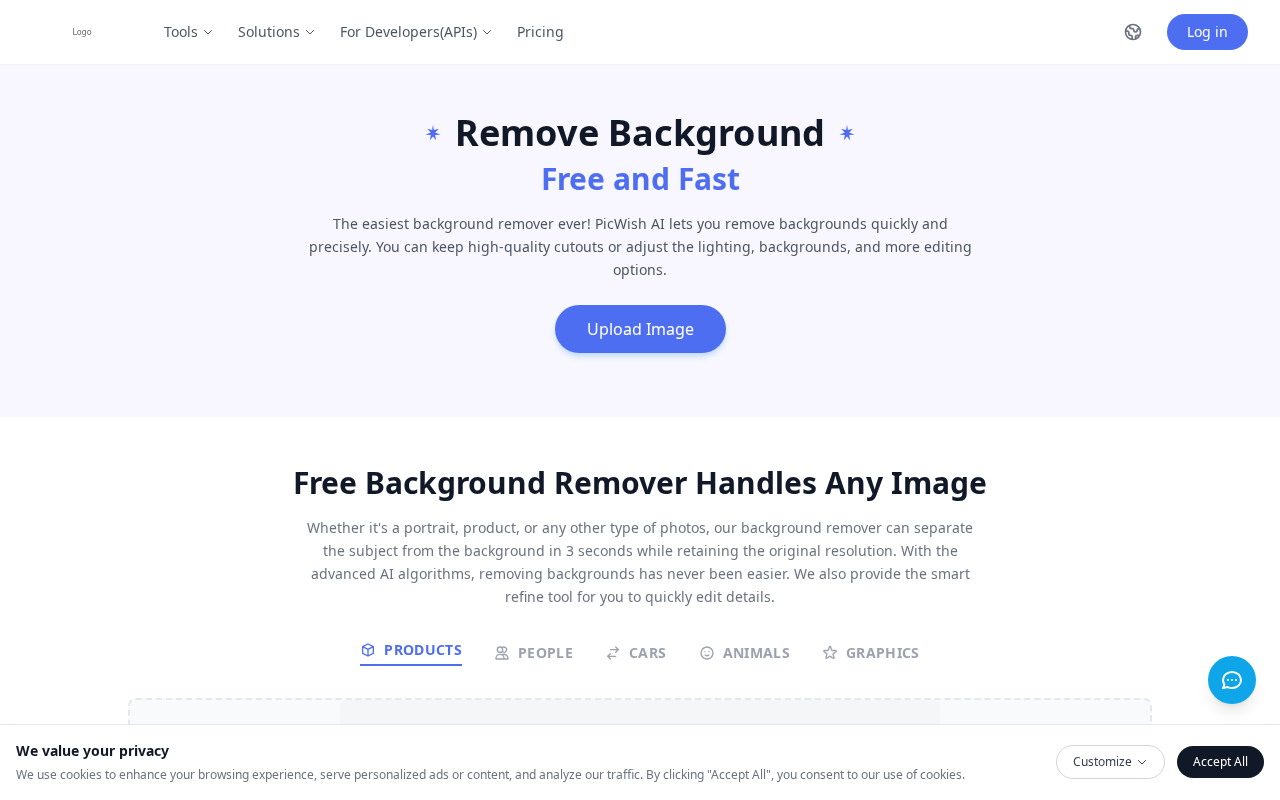 Logo
Tools
Solutions
For Developers(APIs)
Pricing
Log in
Remove Background
Free and Fast
The easiest background remover ever! PicWish AI lets you remove backgrounds quickly and
precisely. You can keep high-quality cutouts or adjust the lighting, backgrounds, and more editing
options.
Upload Image
Free Background Remover Handles Any Image
Whether it's a portrait, product, or any other type of photos, our background remover can separate
the subject from the background in 3 seconds while retaining the original resolution. With the
advanced AI algorithms, removing backgrounds has never been easier. We also provide the smart
refine tool for you to quickly edit details.
PRODUCTS
PEOPLE
CARS
ANIMALS
GRAPHICS
We value your privacy
We use cookies to enhance your browsing experience, serve personalized ads or content, and analyze our traffic. By clicking "Accept All", you consent to our use of cookies.
Customize
Accept All